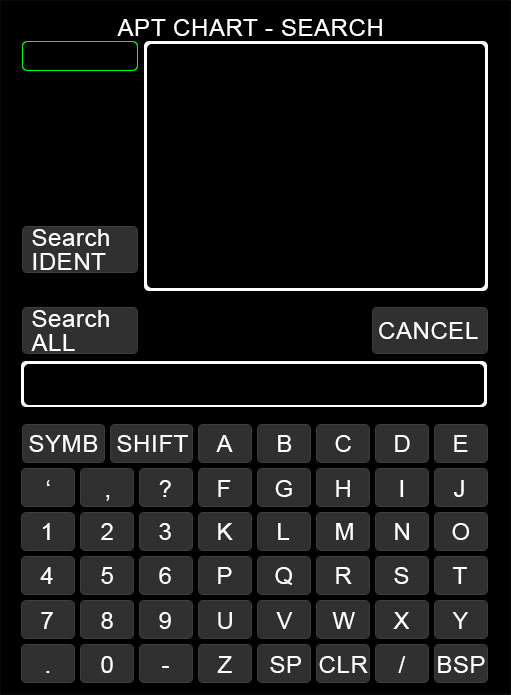 APT CHART - SEARCH
Search
IDENT
Search
ALL
CANCEL
SYMB SHIFT A B C D E
‘ , ? F G H I J
1 2 3 K L M N O
4 5 6 P Q R S T
7 8 9 U V W X Y
. 0 - Z SP CLR / BSP